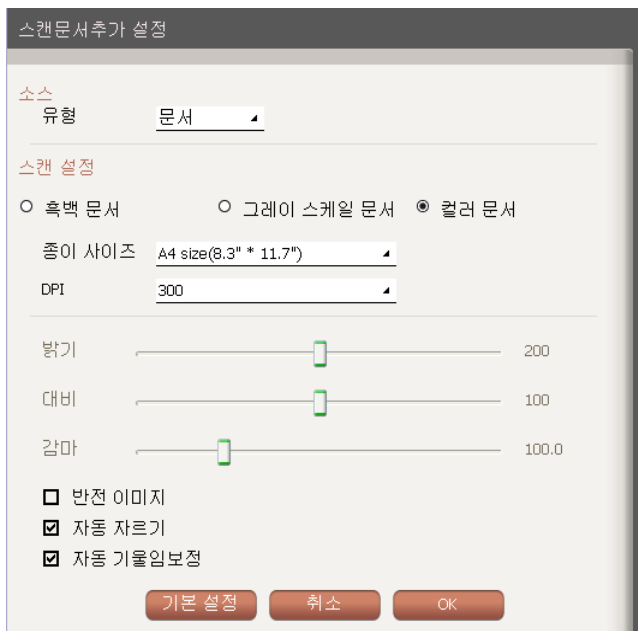 스캔문서추가 설정
소스
유형 문서
스캔 설정
흑백 문서 그레이 스케일 문서 컬러 문서
종이 사이즈 A4 size(8.3" * 11.7")
DPI 300
밝기 200
대비 100
감마 100.0
반전 이미지
자동 자르기
자동 기울임보정
기본 설정 취소 OK